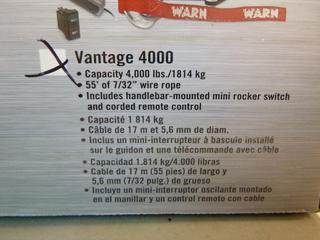 WARN WARN
Vantage 4000
• Capacity 4,000 lbs./1814 kg
• 55' of 7/32" wire rope
• Includes handlebar-mounted mini rocker switch
and corded remote control
• Capacité 1 814 kg
• Câble de 17 m et 5,6 mm de diam.
• Inclus un mini-interrupteur à bascule installé
sur le guidon et une télécommande avec câble
• Capacidad 1.814 kg/4.000 libras
• Cable de 17 m (55 pies) de largo y
5,6 mm (7/32 pulg.) de grueso
• Incluye un mini-interruptor oscilante montado
en el manillar y un control remoto con cable